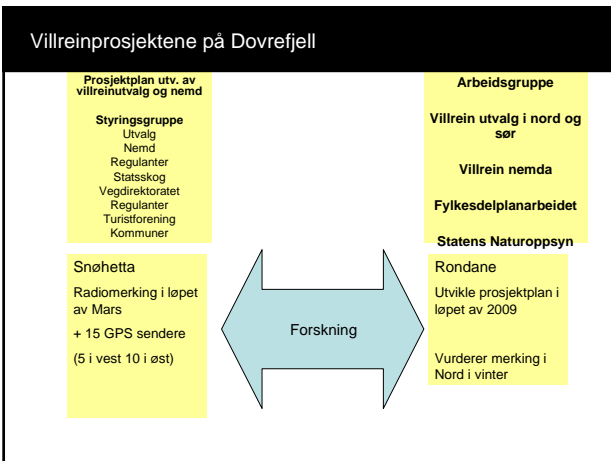 Villreinprosjektene på Dovrefjell
Prosjektplan utv. av
villreinutvalg og nemd
Styringsgruppe
Utvalg
Nemd
Regulanter
Statsskog
Vegdirektoratet
Regulanter
Turistforening
Kommuner
Arbeidsgruppe
Villrein utvalg i nord og
sør
Villrein nemda
Fylkesdelplanarbeidet
Statens Naturoppsyn
Snøhetta
Radiomerking i løpet
av Mars
+ 15 GPS sendere
(5 i vest 10 i øst)
Forskning
Rondane
Utvikle prosjektplan i
løpet av 2009
Vurderer merking i
Nord i vinter